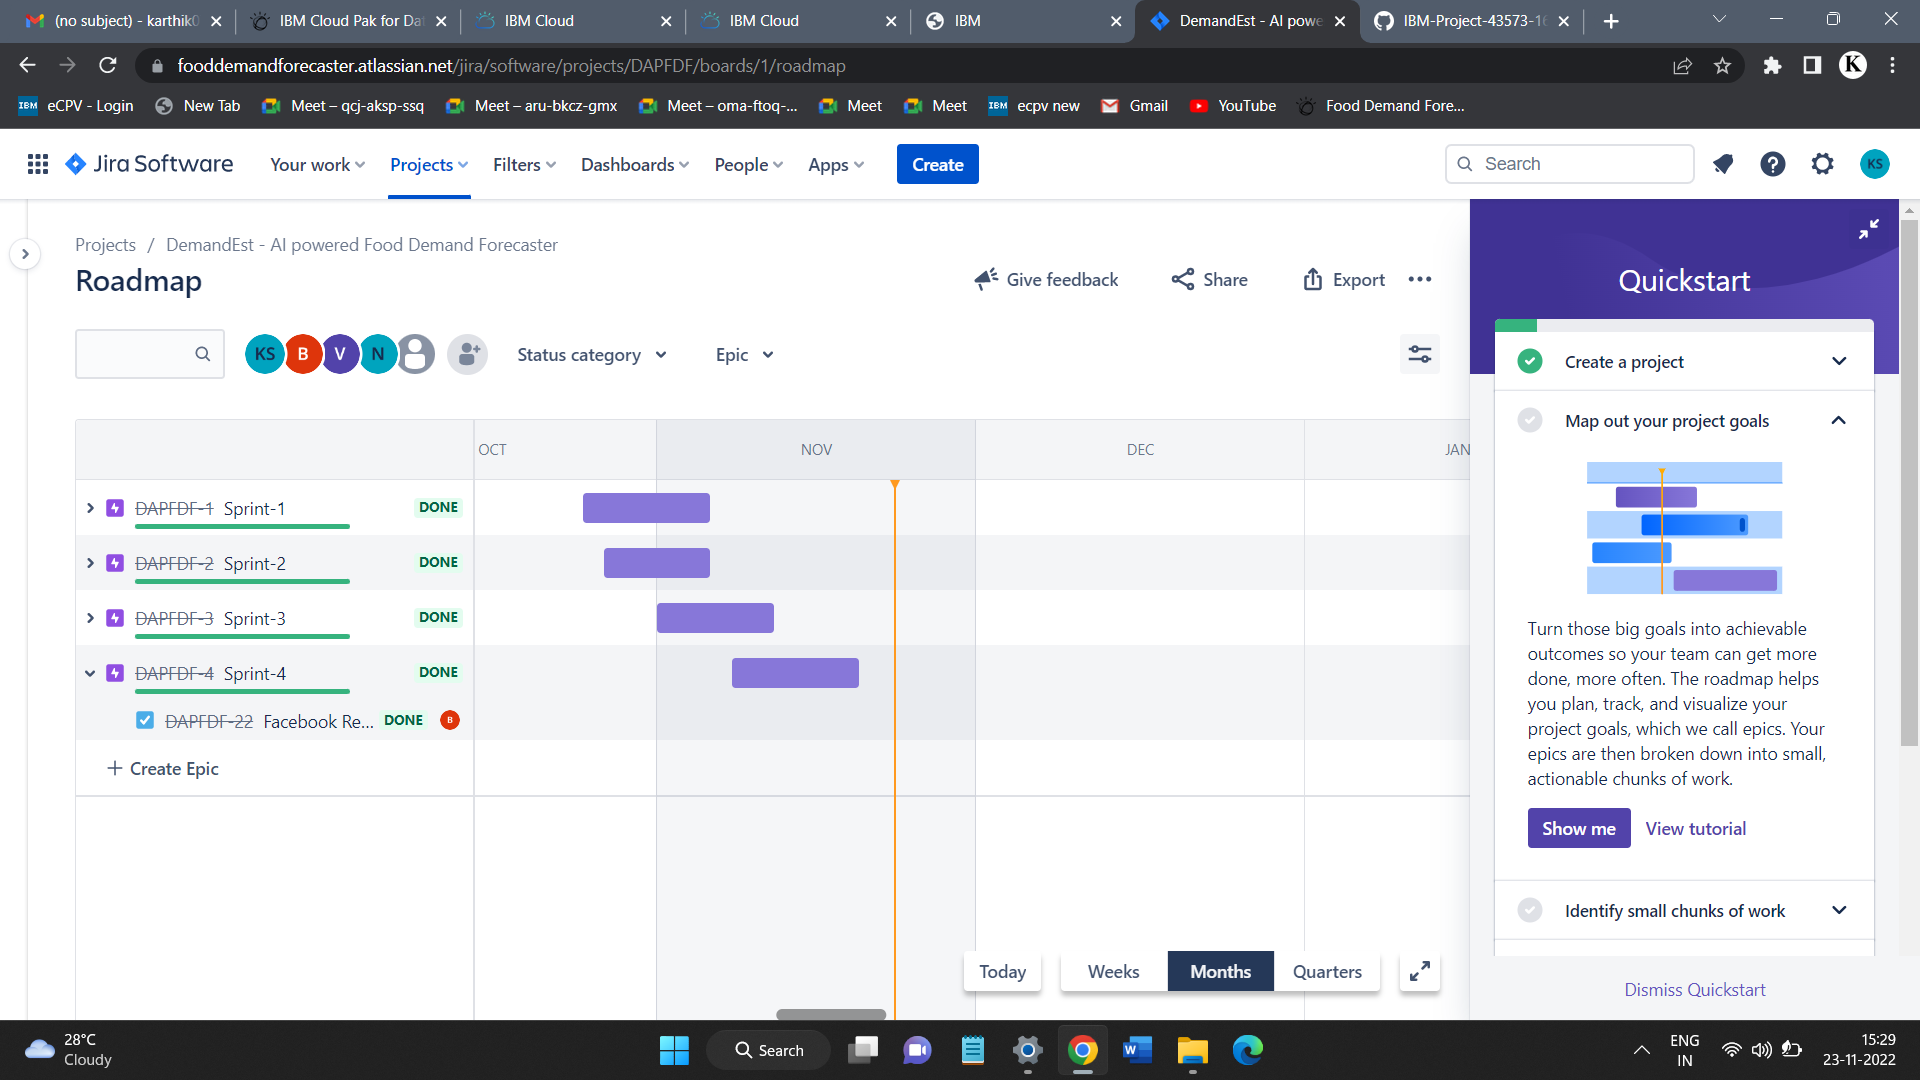 (no subject) - karthik0
IBM Cloud Pak for Dat
IBM Cloud
IBM Cloud
IBM
DemandEst - AI powe
IBM-Project-43573-16
fooddemandforecaster.atlassian.net/jira/software/projects/DAPFDF/boards/1/roadmap
K
IBM eCPV - Login
New Tab
Meet – qcj-aksp-ssq
Meet – aru-bkcz-gmx
Meet – oma-ftoq-...
Meet
Meet
IBM ecpv new
Gmail
YouTube
Food Demand Fore...
Jira Software
Your work
Projects
Filters
Dashboards
People
Apps
Create
Search
KS
Projects / DemandEst - AI powered Food Demand Forecaster
Roadmap
Give feedback
Share
Export
KS B V N
Status category
Epic
OCT
NOV
DEC
JAN
DAPFDF-1 Sprint-1 DONE
DAPFDF-2 Sprint-2 DONE
DAPFDF-3 Sprint-3 DONE
DAPFDF-4 Sprint-4 DONE
DAPFDF-22 Facebook Re... DONE B
+ Create Epic
Today
Weeks
Months
Quarters
Quickstart
Create a project
Map out your project goals
Turn those big goals into achievable
outcomes so your team can get more
done, more often. The roadmap helps
you plan, track, and visualize your
project goals, which we call epics. Your
epics are then broken down into small,
actionable chunks of work.
Show me
View tutorial
Identify small chunks of work
Dismiss Quickstart
28°C
Cloudy
Search
W
ENG
IN
15:29
23-11-2022